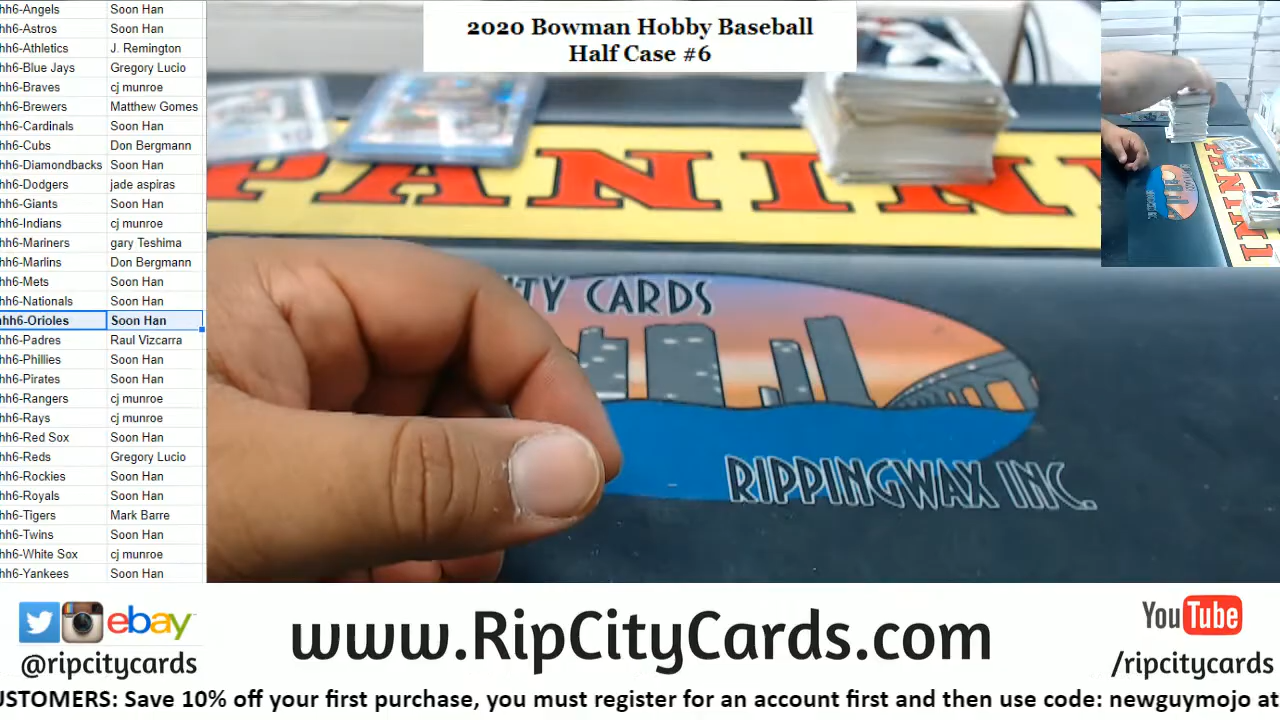 2020 Bowman Hobby Baseball
Half Case #6
hh6-Angels Soon Han
hh6-Astros Soon Han
hh6-Athletics J. Remington
hh6-Blue Jays Gregory Lucio
hh6-Braves cj munroe
hh6-Brewers Matthew Gomes
hh6-Cardinals Soon Han
hh6-Cubs Don Bergmann
hh6-Diamondbacks Soon Han
hh6-Dodgers jade aspiras
hh6-Giants Soon Han
hh6-Indians cj munroe
hh6-Mariners gary Teshima
hh6-Marlins Don Bergmann
hh6-Mets Soon Han
hh6-Nationals Soon Han
hh6-Orioles Soon Han
hh6-Padres Raul Vizcarra
hh6-Phillies Soon Han
hh6-Pirates Soon Han
hh6-Rangers cj munroe
hh6-Rays cj munroe
hh6-Red Sox Soon Han
hh6-Reds Gregory Lucio
hh6-Rockies Soon Han
hh6-Royals Soon Han
hh6-Tigers Mark Barre
hh6-Twins Soon Han
hh6-White Sox cj munroe
hh6-Yankees Soon Han
PANINI
CITY CARDS
RIPPINGWAX INC.
ebay
@ripcitycards
www.RipCityCards.com
YouTube
/ripcitycards
USTOMERS: Save 10% off your first purchase, you must register for an account first and then use code: newguymojo at